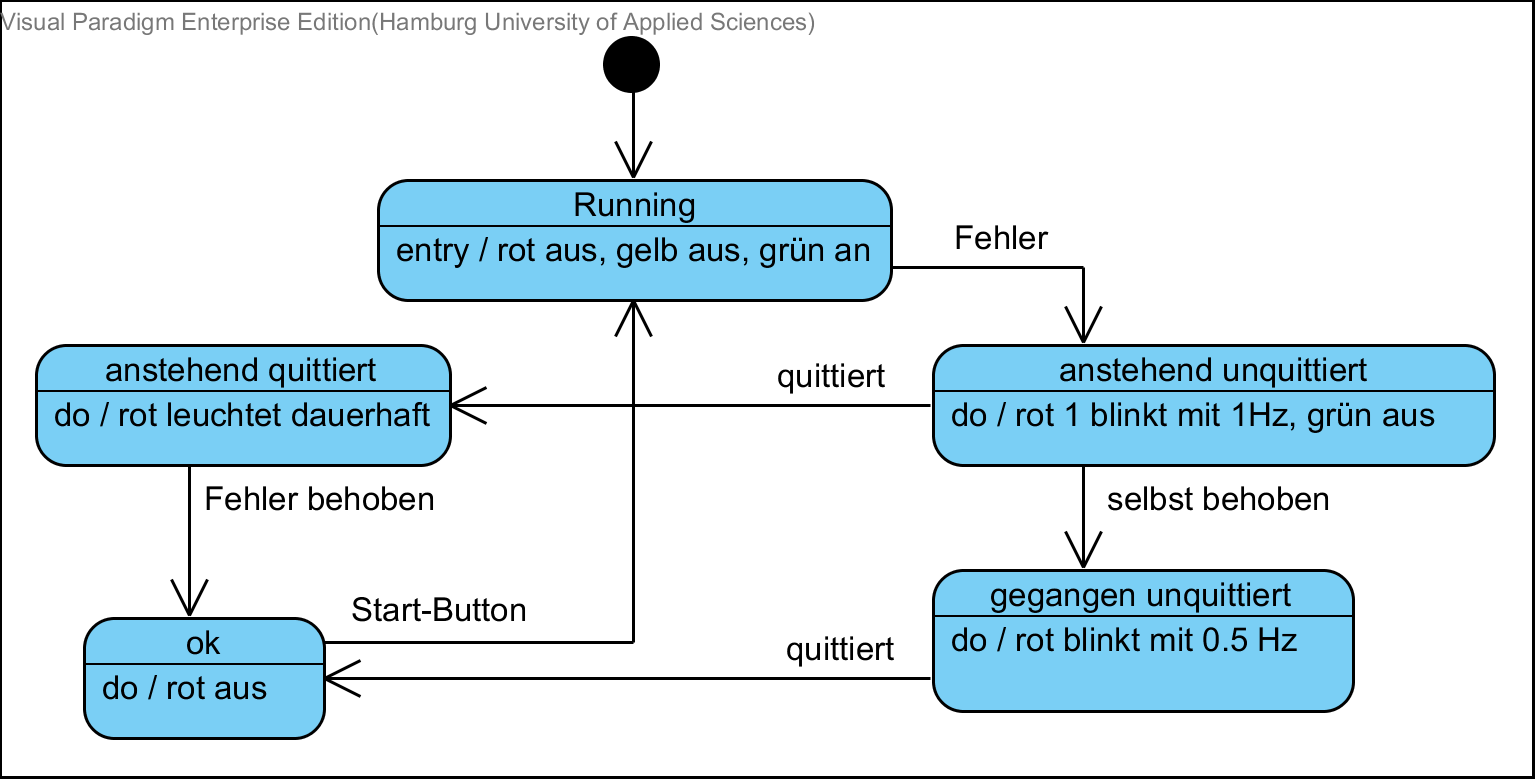 Visual Paradigm Enterprise Edition(Hamburg University of Applied Sciences)
Running
entry / rot aus, gelb aus, grün an
Fehler
anstehend quittiert
do / rot leuchtet dauerhaft
quittiert
anstehend unquittiert
do / rot 1 blinkt mit 1Hz, grün aus
Fehler behoben
selbst behoben
Start-Button
gegangen unquittiert
do / rot blinkt mit 0.5 Hz
ok
do / rot aus
quittiert